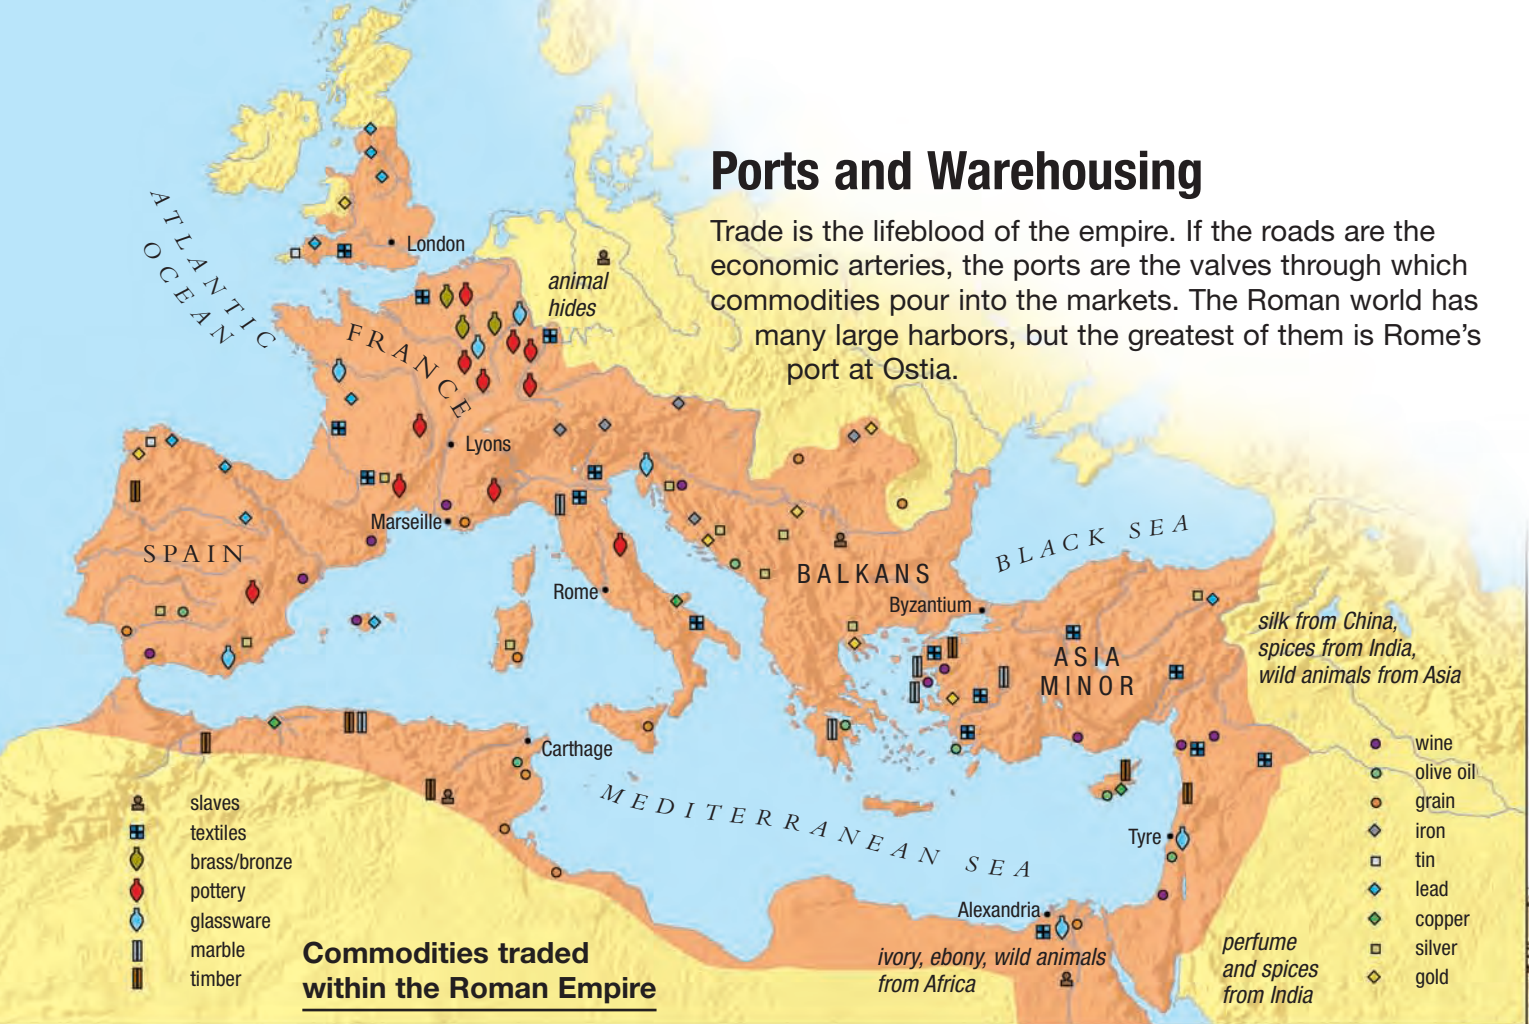 Ports and Warehousing
Trade is the lifeblood of the empire. If the roads are the
economic arteries, the ports are the valves through which
commodities pour into the markets. The Roman world has
many large harbors, but the greatest of them is Rome's
port at Ostia.
ATLANTIC
OCEAN
London
animal
hides
FRANCE
Lyons
Marseille
SPAIN
Rome
BALKANS
BLACK SEA
Byzantium
ASIA
MINOR
silk from China,
spices from India,
wild animals from Asia
Carthage
MEDITERRANEAN SEA
Tyre
Alexandria
ivory, ebony, wild animals
from Africa
perfume
and spices
from India
slaves
textiles
brass/bronze
pottery
glassware
marble
timber
Commodities traded
within the Roman Empire
wine
olive oil
grain
iron
tin
lead
copper
silver
gold